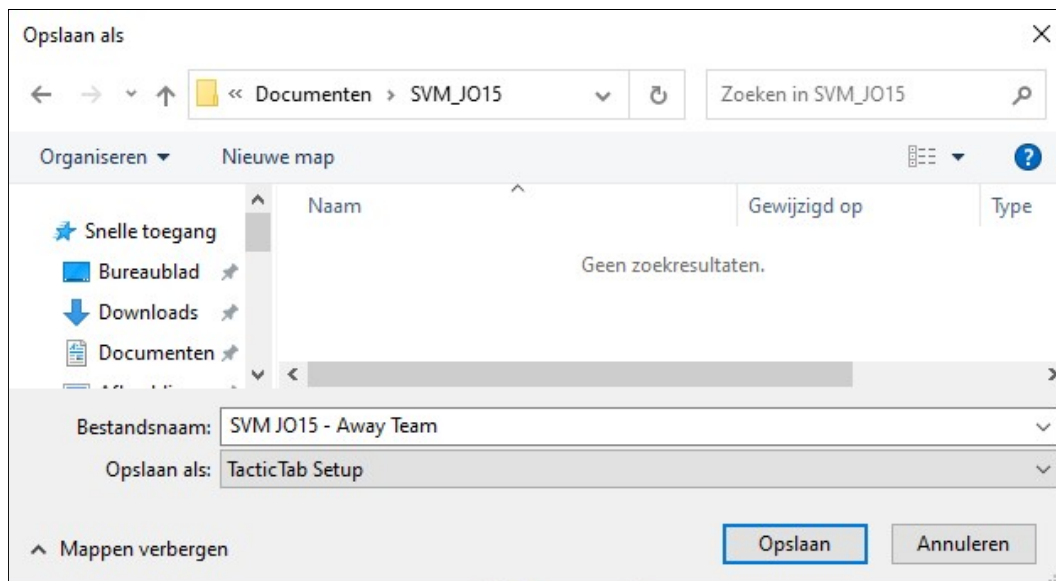 Opslaan als
« Documenten › SVM_JO15
Zoeken in SVM_JO15
Organiseren
Nieuwe map
?
Naam
Gewijzigd op
Type
Snelle toegang
Geen zoekresultaten.
Bureaublad
Downloads
Documenten
Bestandsnaam: SVM JO15 - Away Team
Opslaan als: TacticTab Setup
Mappen verbergen
Opslaan
Annuleren